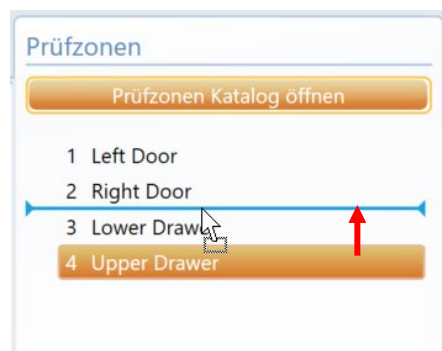 Prüfzonen
Prüfzonen Katalog öffnen
1 Left Door
2 Right Door
3 Lower Drawer
4 Upper Drawer